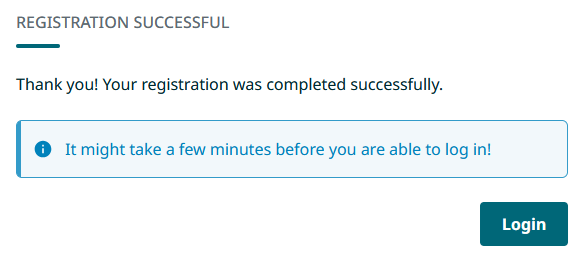 REGISTRATION SUCCESSFUL
Thank you! Your registration was completed successfully.
It might take a few minutes before you are able to log in!
Login